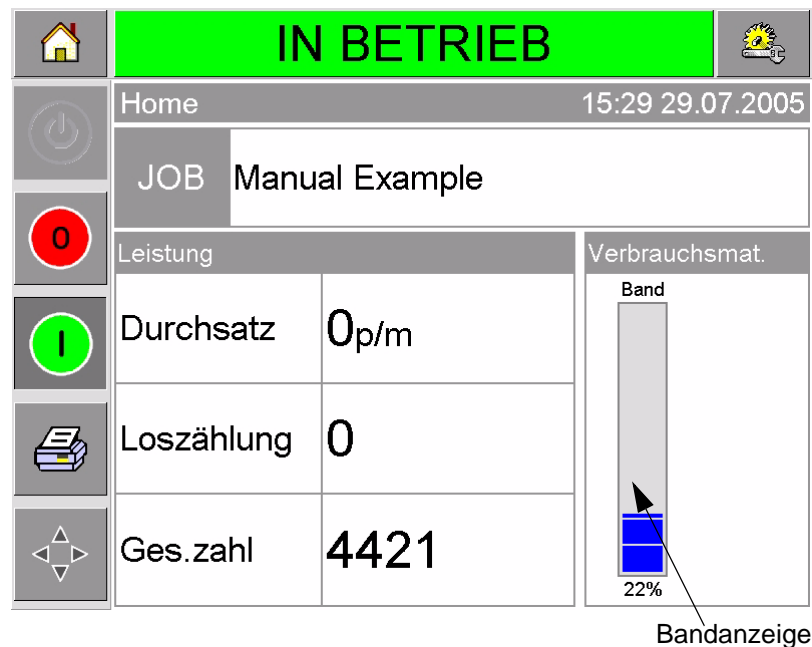 IN BETRIEB
Home 15:29 29.07.2005
JOB Manual Example
0
Leistung
Verbrauchsmat.
Band
Durchsatz 0p/m
I
Loszählung 0
Ges.zahl 4421
22%
Bandanzeige